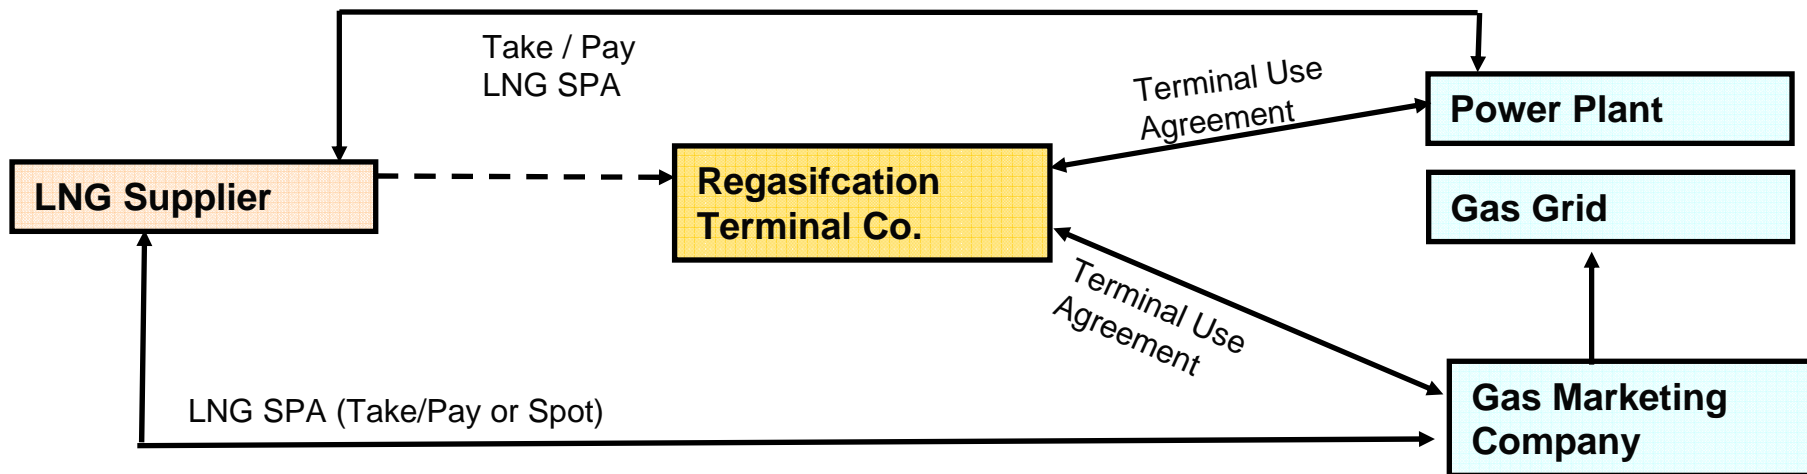 Take / Pay
LNG SPA
Terminal Use
Agreement
Power Plant
LNG Supplier
Regasifcation
Terminal Co.
Gas Grid
Terminal Use
Agreement
LNG SPA (Take/Pay or Spot)
Gas Marketing
Company